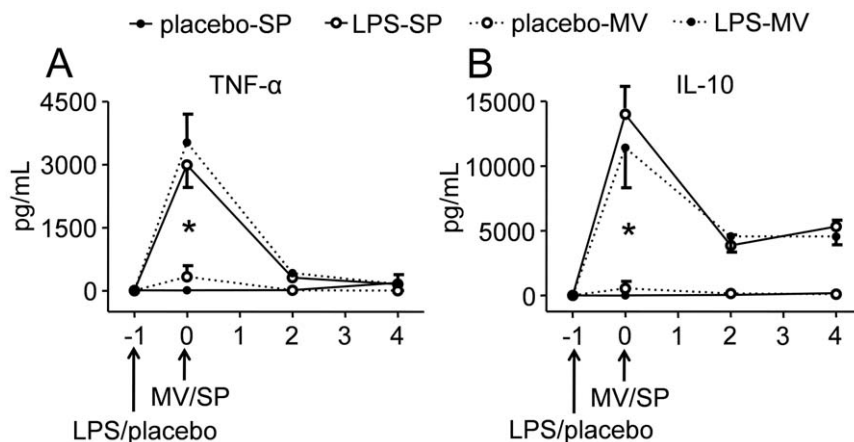 placebo-SP LPS-SP placebo-MV LPS-MV
A TNF-α
4500
3000
1500
0
pg/mL
-1 0 1 2 3 4
MV/SP
LPS/placebo
*
B IL-10
15000
10000
5000
0
pg/mL
-1 0 1 2 3 4
MV/SP
LPS/placebo
*